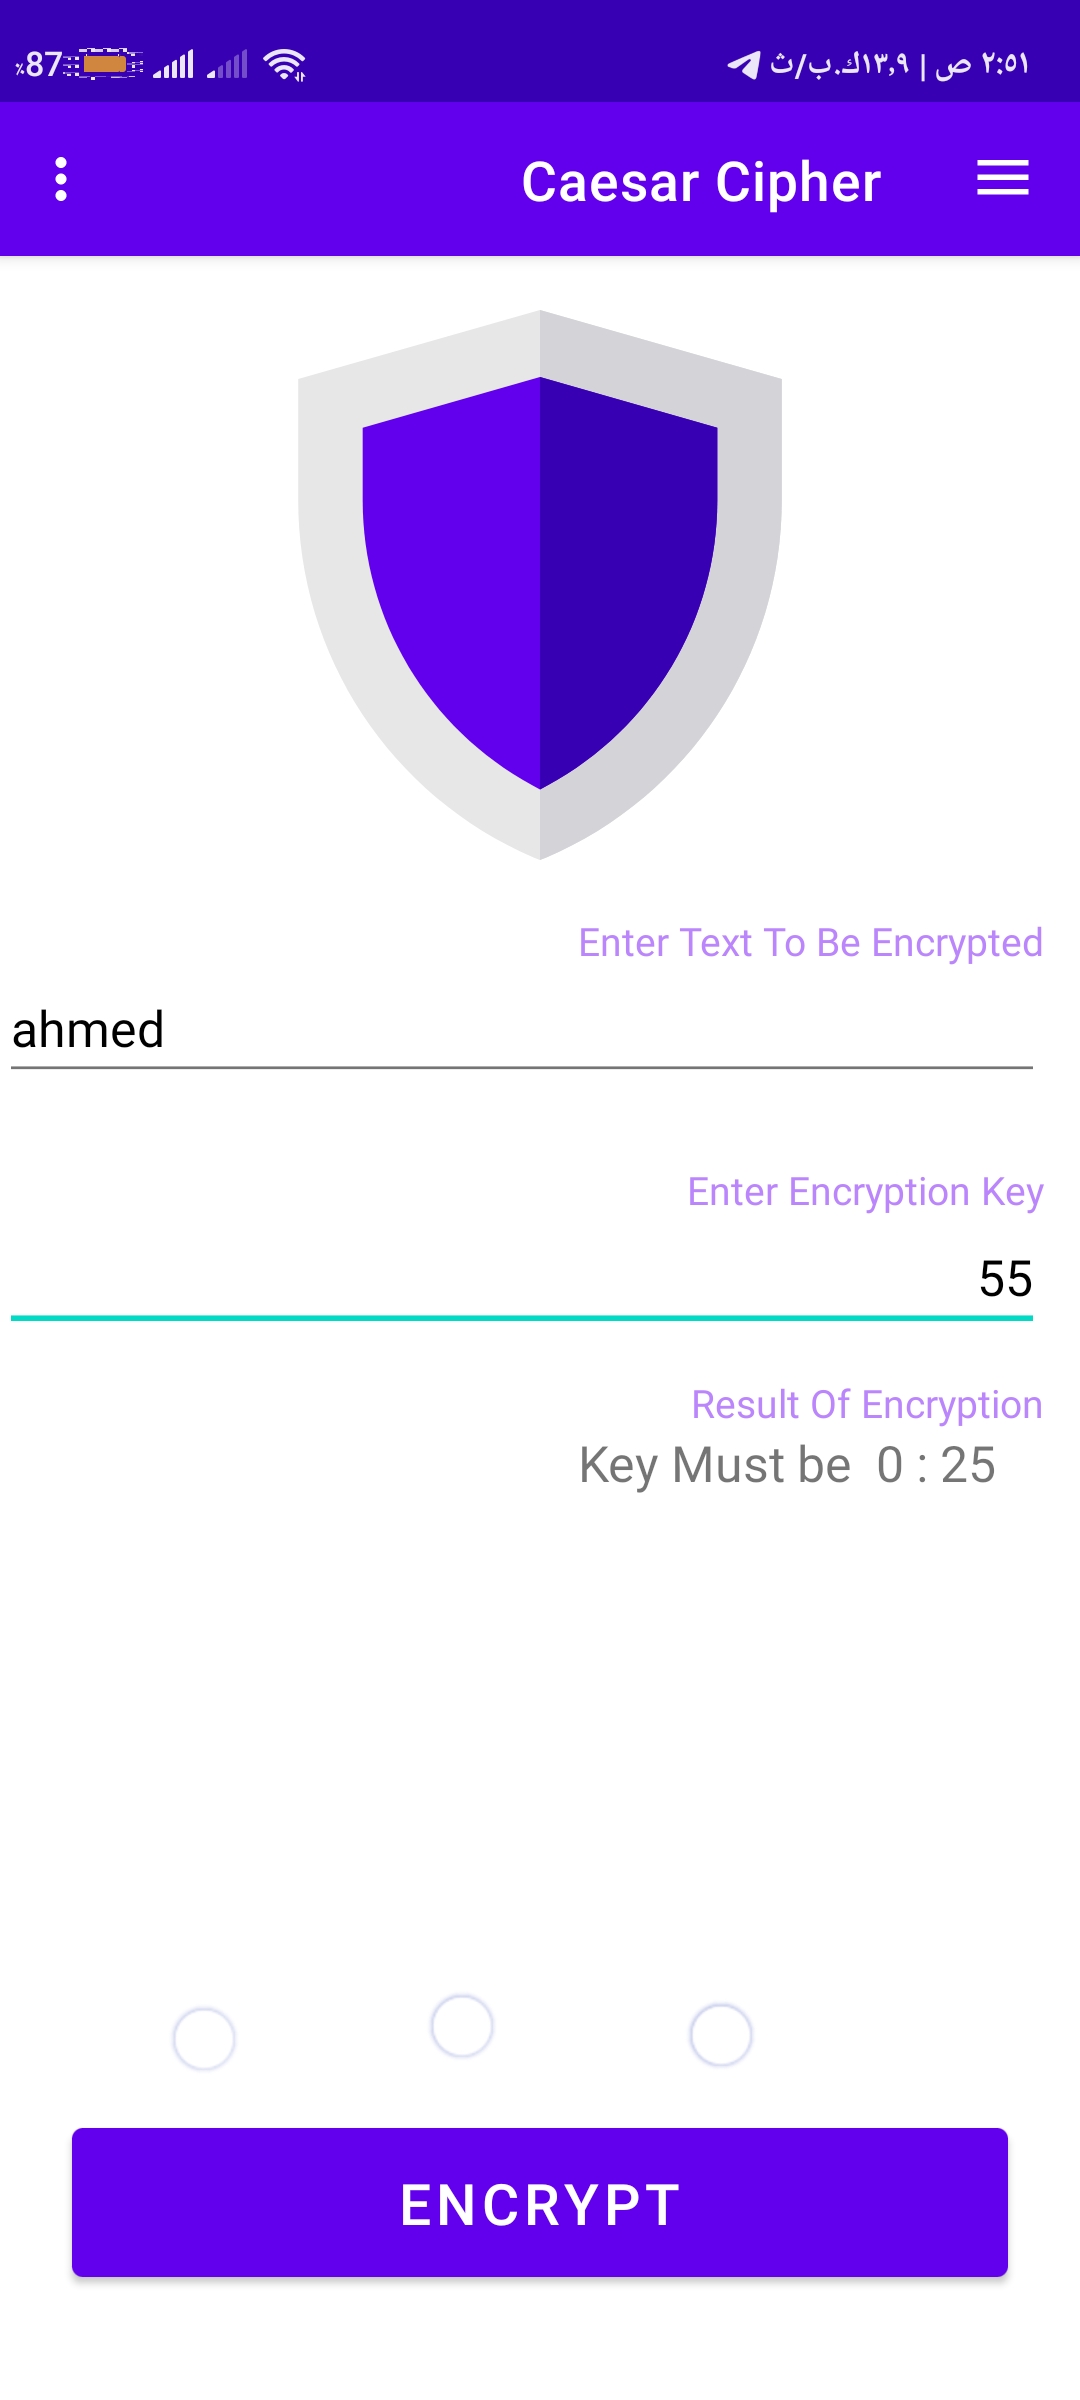 ٪87
٢:٥١ ص | ١٣,٩ك.ب/ث
Caesar Cipher
Enter Text To Be Encrypted
ahmed
Enter Encryption Key
55
Result Of Encryption
Key Must be 0 : 25
ENCRYPT